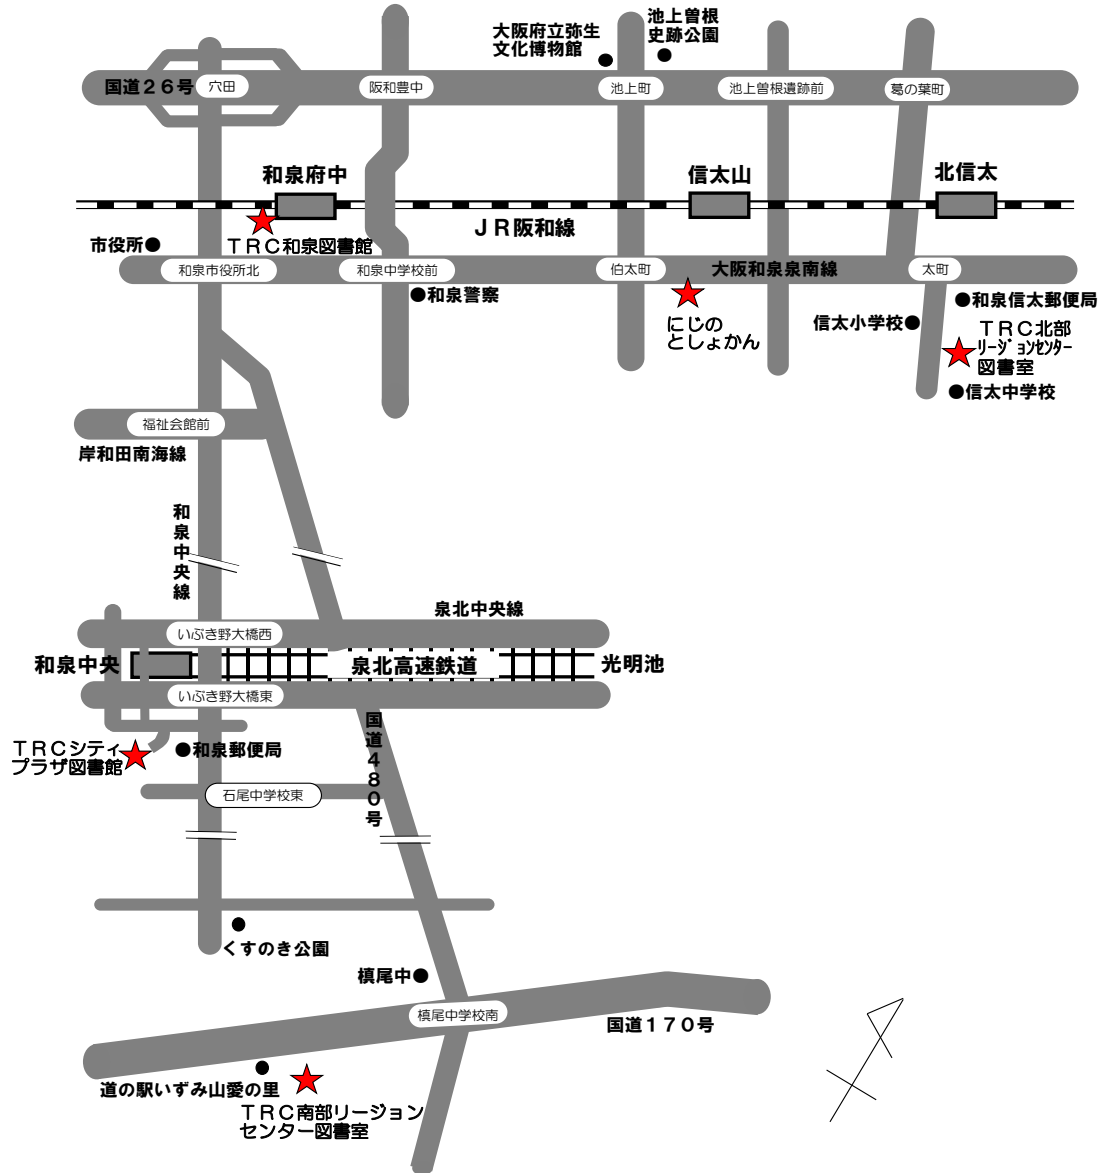 大阪府立弥生
文化博物館
池上曽根
史跡公園
国道２６号
穴田
阪和豊中
池上町
池上曽根遺跡前
葛の葉町
和泉府中
信太山
北信太
ＪＲ阪和線
市役所
ＴＲＣ和泉図書館
和泉市役所北
和泉中学校前
伯太町
大阪和泉泉南線
太町
和泉警察
にじの
としょかん
信太小学校
和泉信太郵便局
ＴＲＣ北部
ﾘｰｼﾞｮﾝｾﾝﾀｰ
図書室
信太中学校
福祉会館前
岸和田南海線
和泉中央線
泉北中央線
いぶき野大橋西
和泉中央
泉北高速鉄道
光明池
いぶき野大橋東
国道４８０号
ＴＲＣシティ
プラザ図書館
和泉郵便局
石尾中学校東
くすのき公園
槙尾中
槙尾中学校南
国道１７０号
道の駅いずみ山愛の里
ＴＲＣ南部リージョン
センター図書室